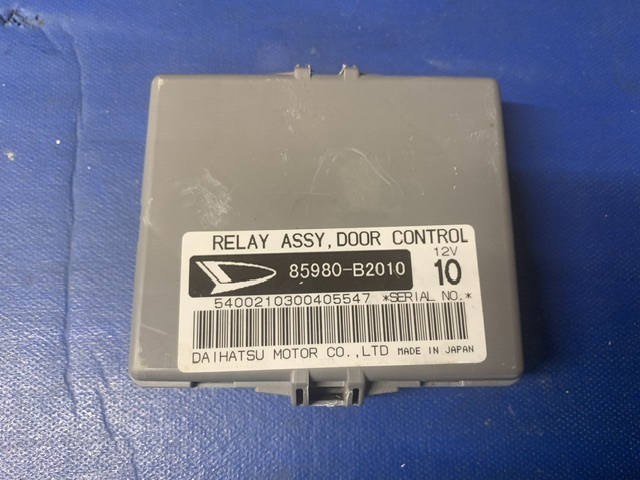 RELAY ASSY, DOOR CONTROL
12V
85980-B2010
10
5400210300405547 *SERIAL NO.*
DAIHATSU MOTOR CO.,LTD MADE IN JAPAN